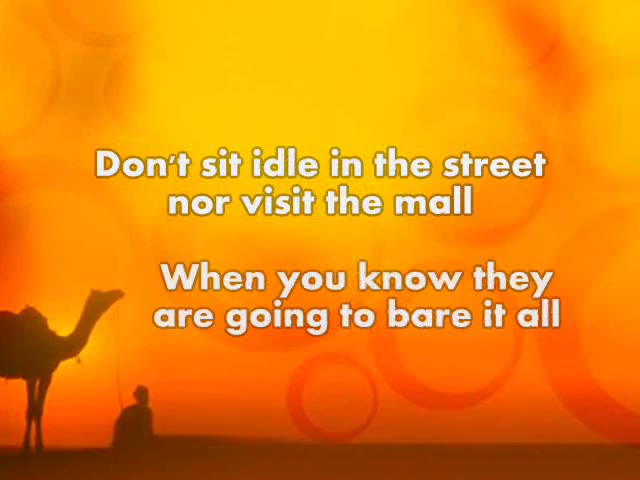 Don't sit idle in the street
nor visit the mall
When you know they
are going to bare it all